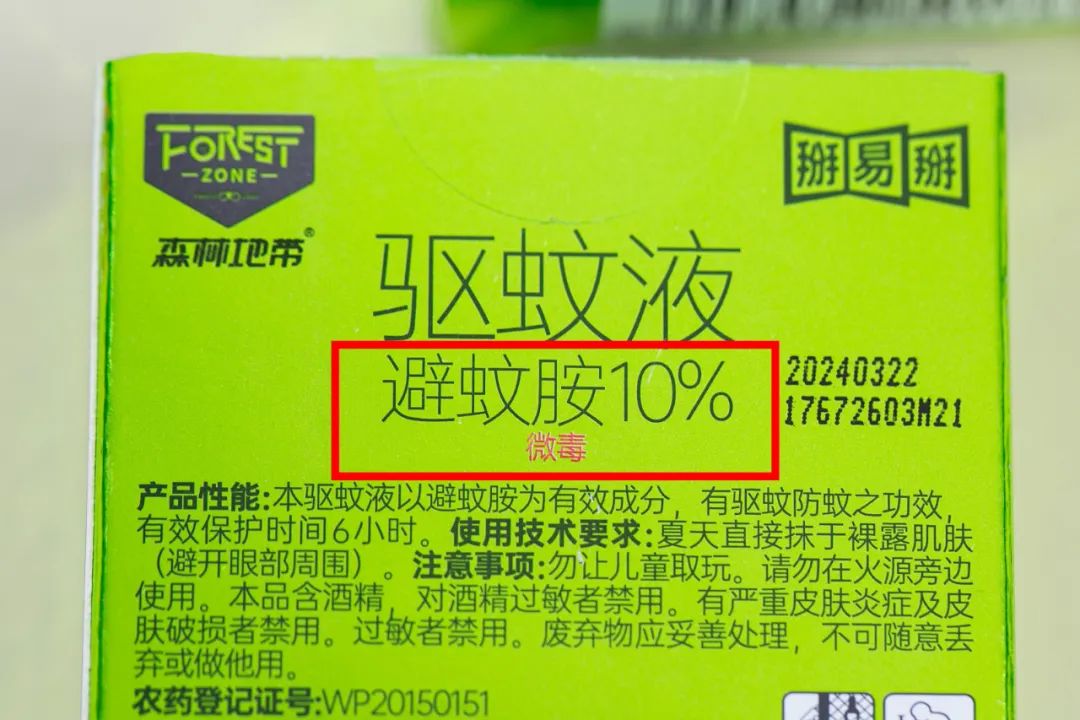 FOREST
ZONE
森林地带®
掰易掰
驱蚊液
避蚊胺10%
微毒
20240322
17672603M21
产品性能:本驱蚊液以避蚊胺为有效成分，有驱蚊防蚊之功效，
有效保护时间6小时。使用技术要求:夏天直接抹于裸露肌肤
（避开眼部周围）。注意事项:勿让儿童取玩。请勿在火源旁边
使用。本品含酒精，对酒精过敏者禁用。有严重皮肤炎症及皮
肤破损者禁用。过敏者禁用。废弃物应妥善处理，不可随意丢
弃或做他用。
农药登记证号:WP20150151